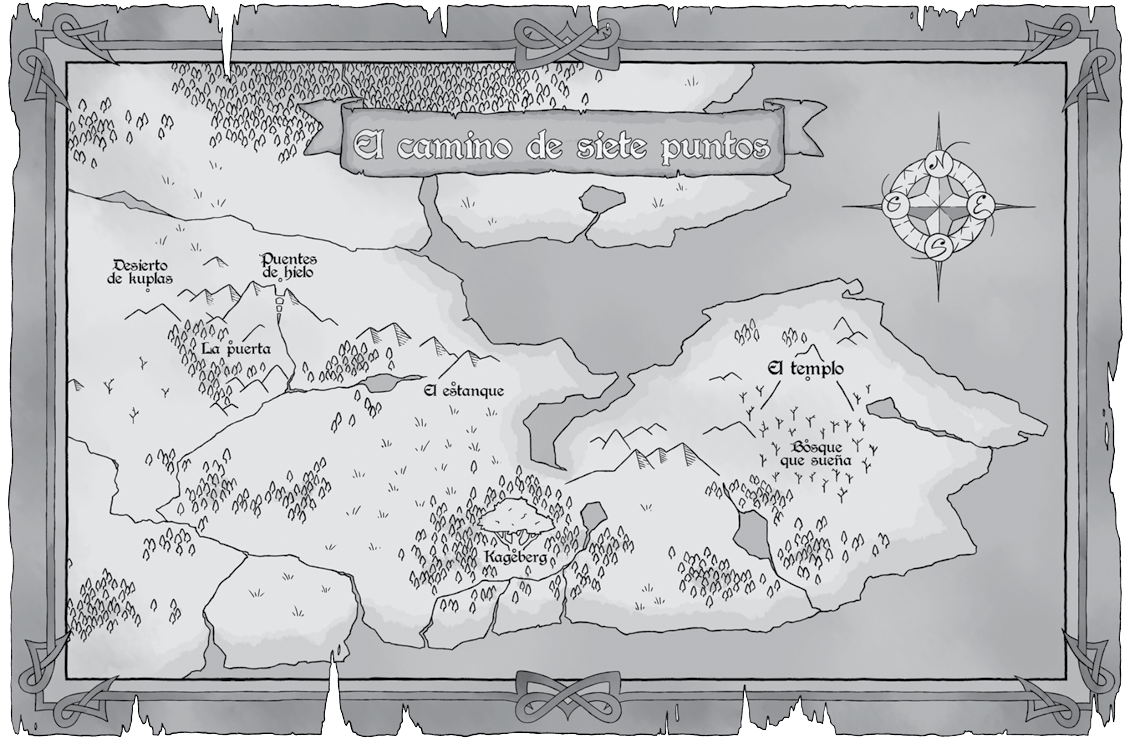 El camino de siete puntos
N
O
E
S
Desierto
de kuplas
Puentes
de hielo
La puerta
El estanque
El templo
Bosque
que sueña
Kageberg